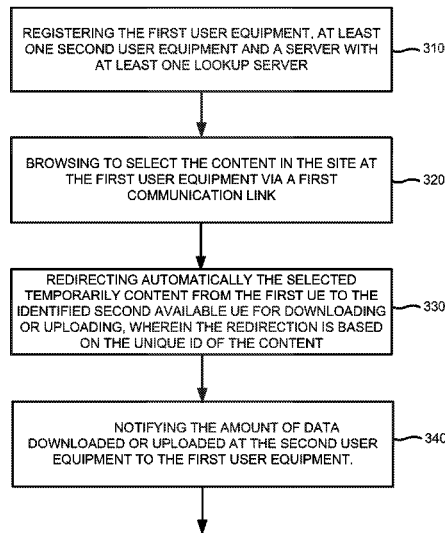 REGISTERING THE FIRST USER EQUIPMENT, AT LEAST
ONE SECOND USER EQUIPMENT AND A SERVER WITH
AT LEAST ONE LOOKUP SERVER
310
BROWSING TO SELECT THE CONTENT IN THE SITE AT
THE FIRST USER EQUIPMENT VIA A FIRST
COMMUNICATION LINK
320
REDIRECTING AUTOMATICALLY THE SELECTED
TEMPORARILY CONTENT FROM THE FIRST UE TO THE
IDENTIFIED SECOND AVAILABLE UE FOR DOWNLOADING
OR UPLOADING, WHEREIN THE REDIRECTION IS BASED
ON THE UNIQUE ID OF THE CONTENT
330
NOTIFYING THE AMOUNT OF DATA
DOWNLOADED OR UPLOADED AT THE SECOND USER
EQUIPMENT TO THE FIRST USER EQUIPMENT.
340